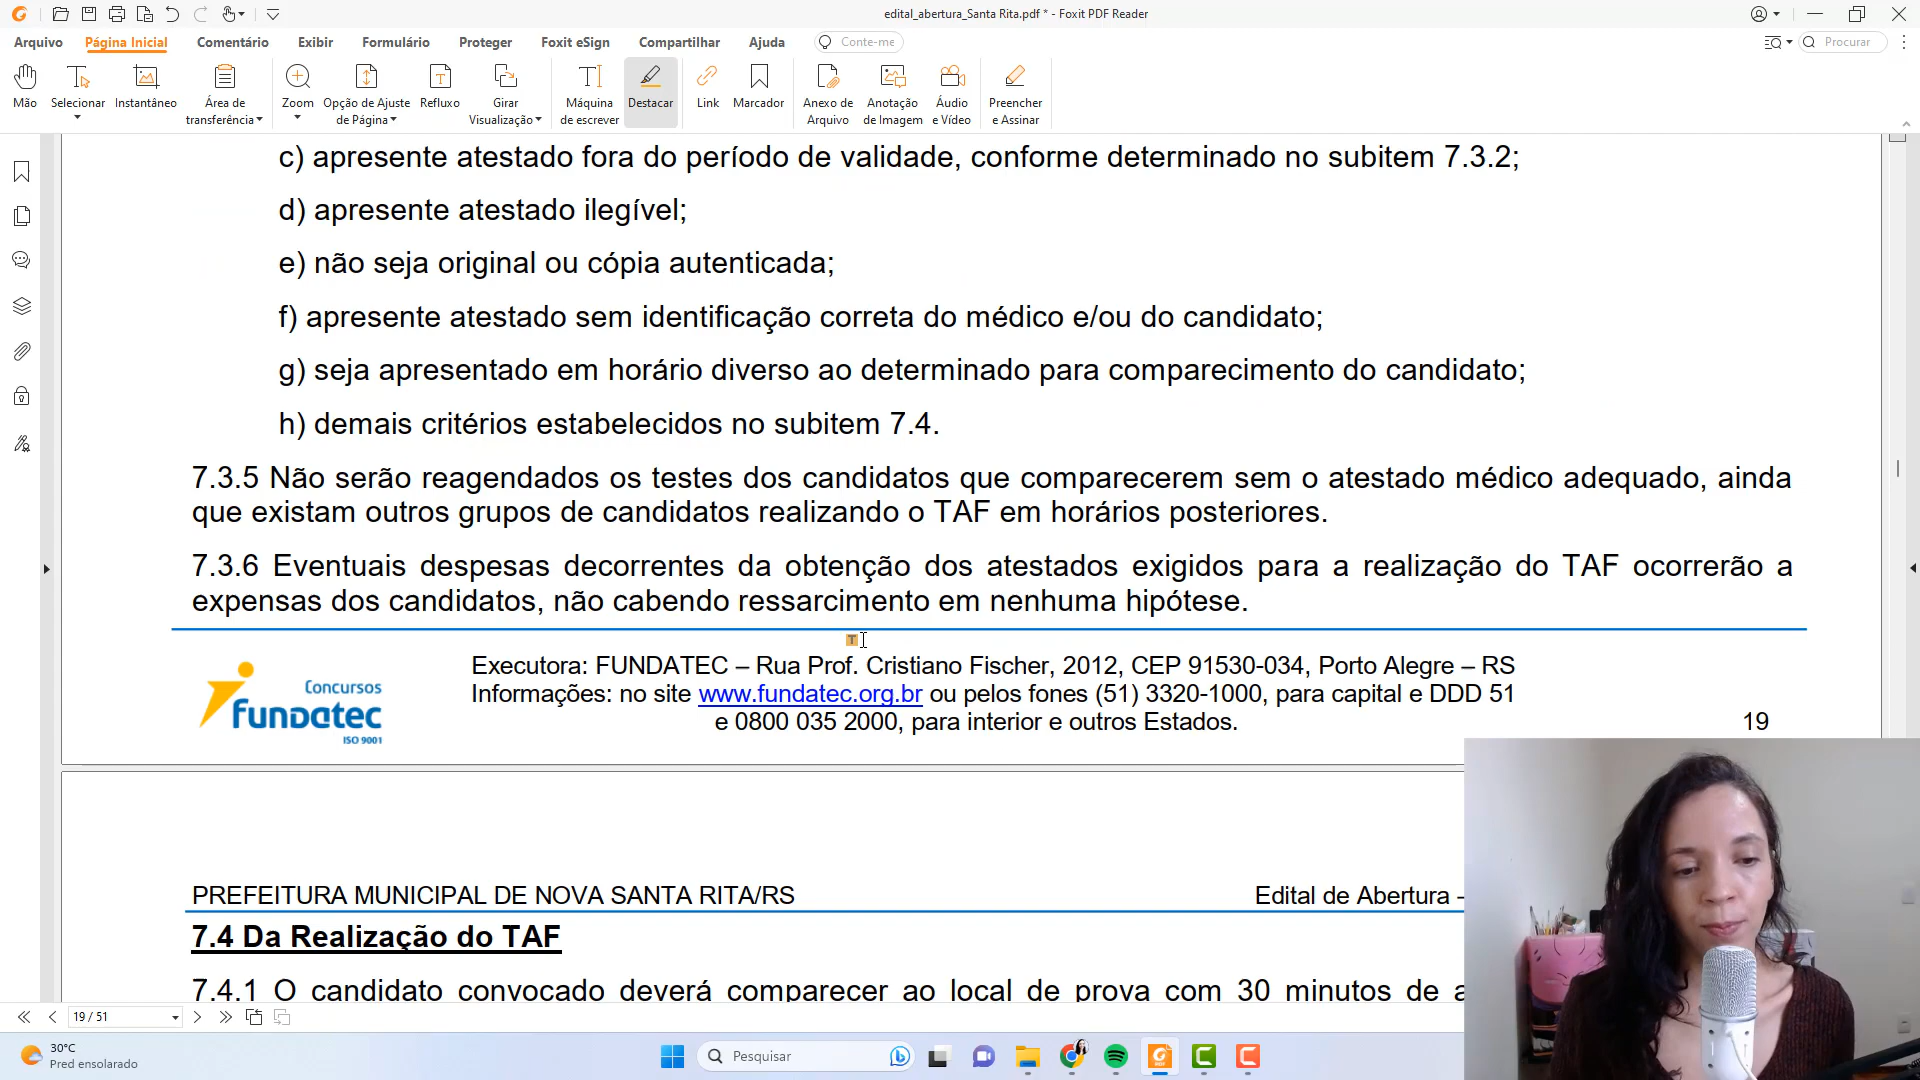 edital_abertura_Santa Rita.pdf * - Foxit PDF Reader
Arquivo Página Inicial Comentário Exibir Formulário Proteger Foxit eSign Compartilhar Ajuda Conte-me Procurar
Mão Selecionar Instantâneo Área de transferência Zoom Opção de Ajuste de Página Refluxo Girar Visualização Máquina de escrever Destacar Link Marcador Anexo de Arquivo Anotação de Imagem Áudio e Vídeo Preencher e Assinar
c) apresente atestado fora do período de validade, conforme determinado no subitem 7.3.2;
d) apresente atestado ilegível;
e) não seja original ou cópia autenticada;
f) apresente atestado sem identificação correta do médico e/ou do candidato;
g) seja apresentado em horário diverso ao determinado para comparecimento do candidato;
h) demais critérios estabelecidos no subitem 7.4.
7.3.5 Não serão reagendados os testes dos candidatos que comparecerem sem o atestado médico adequado, ainda
que existam outros grupos de candidatos realizando o TAF em horários posteriores.
7.3.6 Eventuais despesas decorrentes da obtenção dos atestados exigidos para a realização do TAF ocorrerão a
expensas dos candidatos, não cabendo ressarcimento em nenhuma hipótese.
Concursos
Fundatec
ISO 9001
Executora: FUNDATEC – Rua Prof. Cristiano Fischer, 2012, CEP 91530-034, Porto Alegre – RS
Informações: no site www.fundatec.org.br ou pelos fones (51) 3320-1000, para capital e DDD 51
e 0800 035 2000, para interior e outros Estados.
19
PREFEITURA MUNICIPAL DE NOVA SANTA RITA/RS Edital de Abertura –
7.4 Da Realização do TAF
7.4.1 O candidato convocado deverá comparecer ao local de prova com 30 minutos de a
19 / 51
30°C
Pred ensolarado
Pesquisar